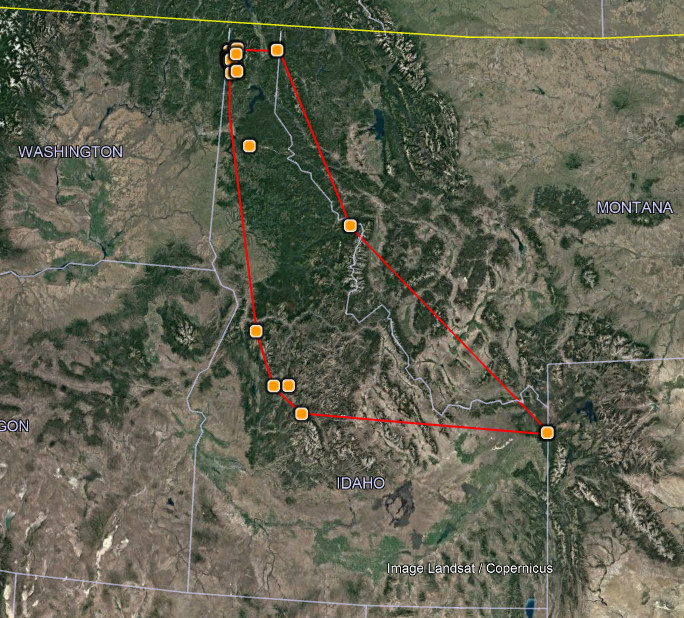 WASHINGTON
MONTANA
GON
IDAHO
Image Landsat / Copernicus